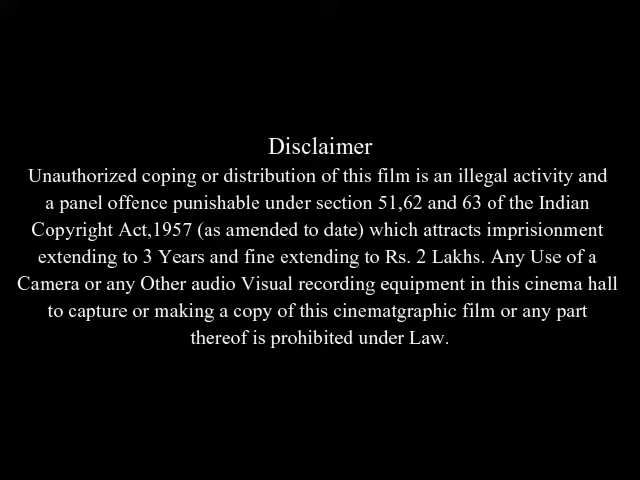 Disclaimer
Unauthorized coping or distribution of this film is an illegal activity and
a panel offence punishable under section 51,62 and 63 of the Indian
Copyright Act,1957 (as amended to date) which attracts imprisionment
extending to 3 Years and fine extending to Rs. 2 Lakhs. Any Use of a
Camera or any Other audio Visual recording equipment in this cinema hall
to capture or making a copy of this cinematgraphic film or any part
thereof is prohibited under Law.